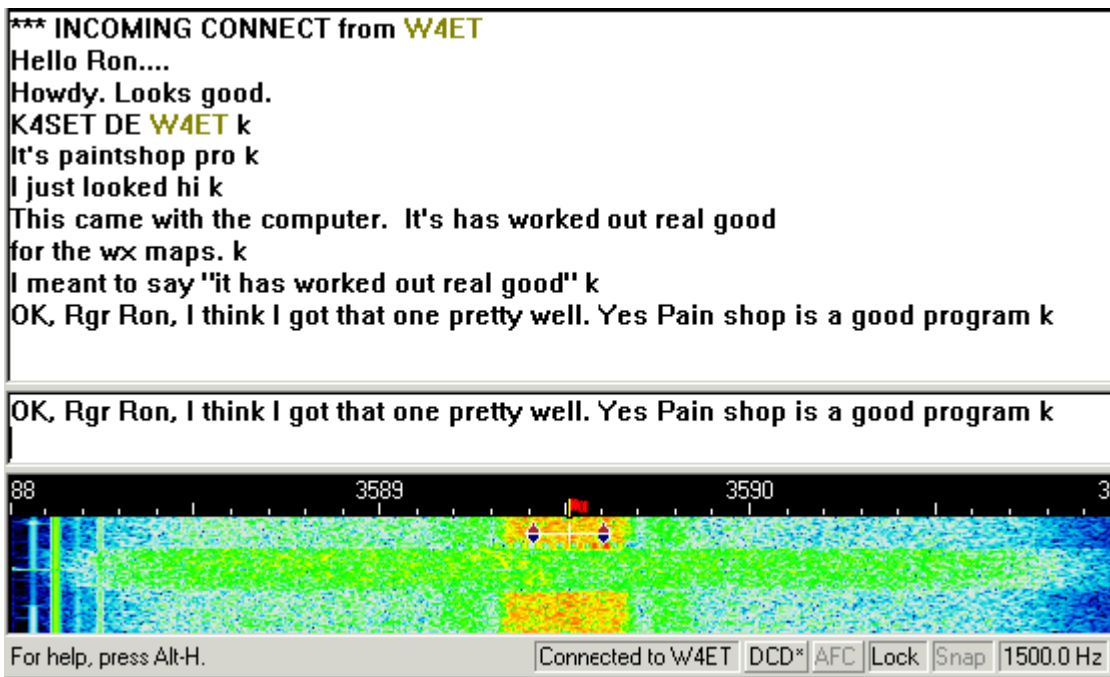 *** INCOMING CONNECT from W4ET
Hello Ron....
Howdy. Looks good.
K4SET DE W4ET k
It's paintshop pro k
I just looked hi k
This came with the computer.  It's has worked out real good
for the wx maps. k
I meant to say "it has worked out real good" k
OK, Rgr Ron, I think I got that one pretty well. Yes Pain shop is a good program k
OK, Rgr Ron, I think I got that one pretty well. Yes Pain shop is a good program k
88 3589 3590 3
For help, press Alt-H. Connected to W4ET DCD* AFC Lock Snap 1500.0 Hz